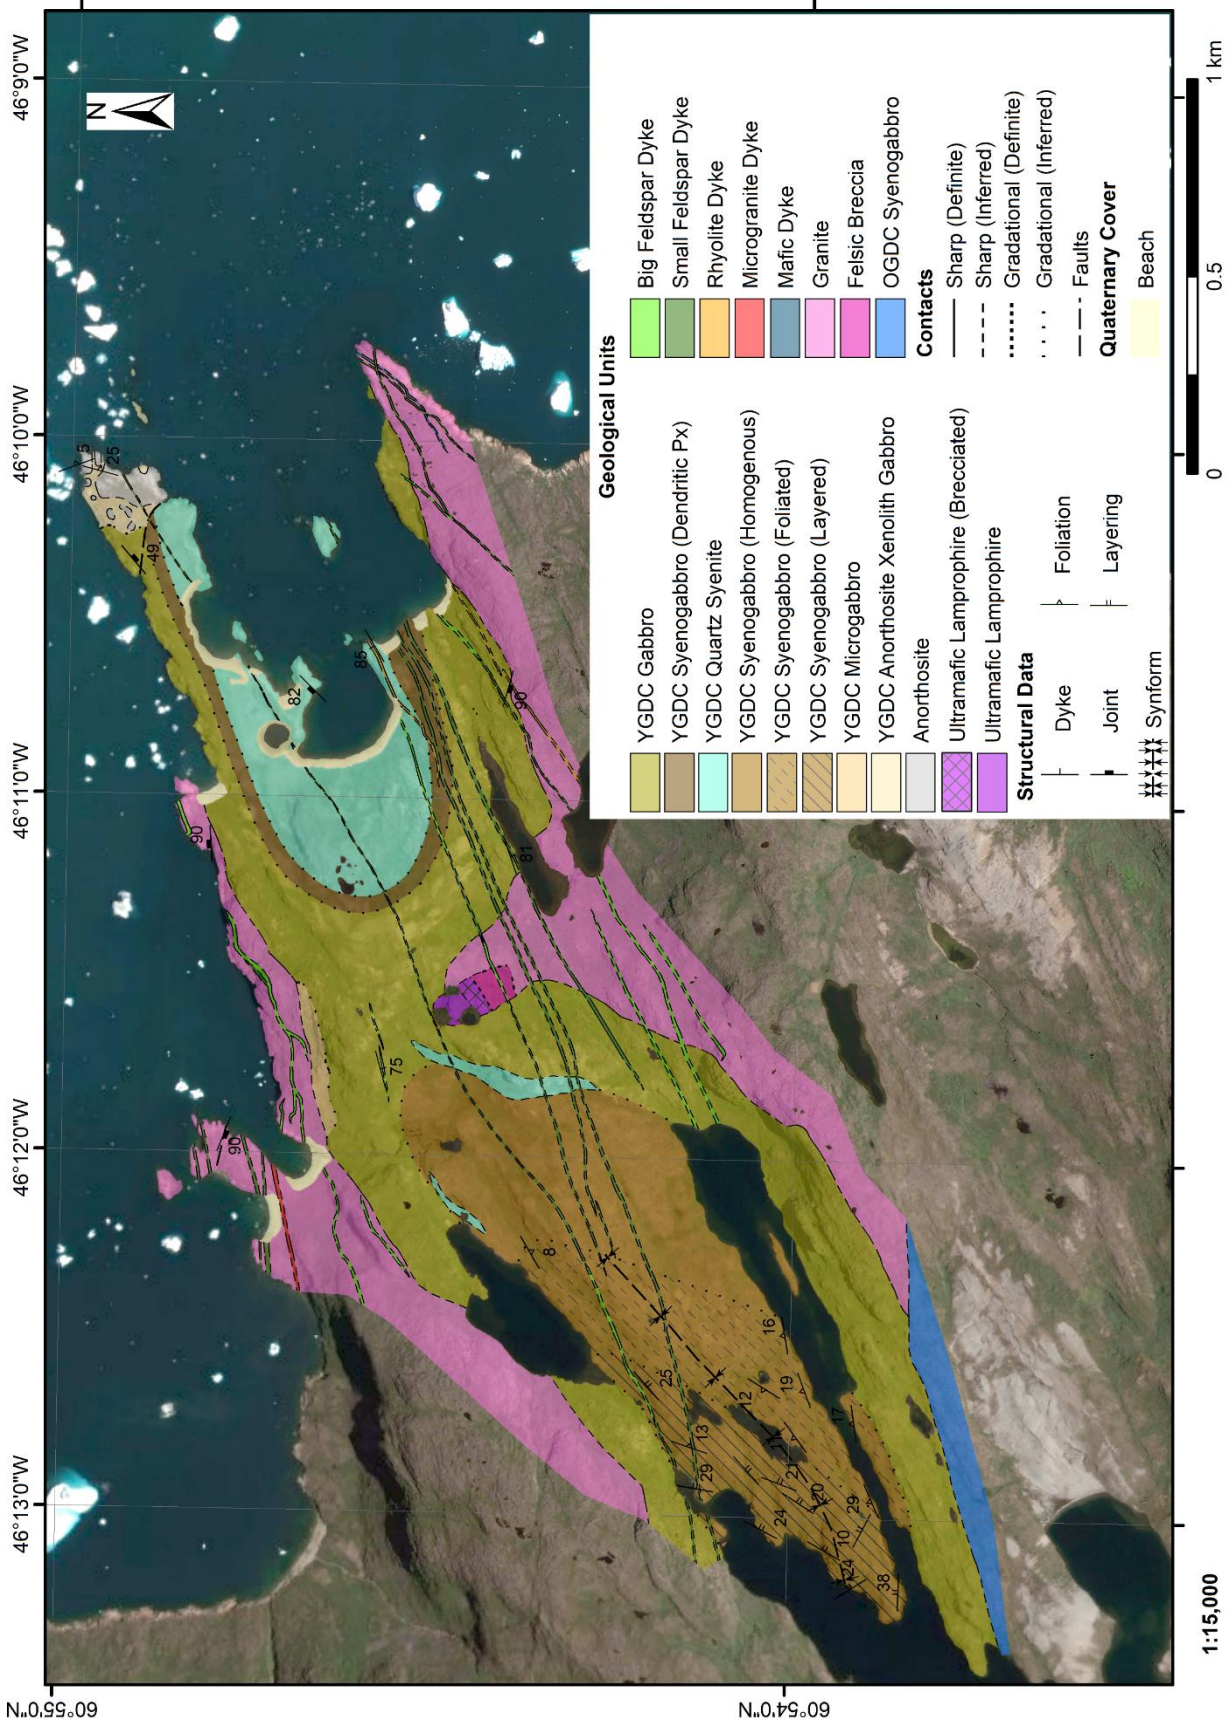 46°13'0"W
46°12'0"W
46°11'0"W
46°10'0"W
46°9'0"W
60°55'0"N
60°54'0"N
N
5
25
49
82
85
90
90
90
81
75
8
16
25
12
19
13
29
17
11
21
20
24
29
10
24
38
Geological Units
YGDC Gabbro
YGDC Syenogabbro (Dendritic Px)
YGDC Quartz Syenite
YGDC Syenogabbro (Homogenous)
YGDC Syenogabbro (Foliated)
YGDC Syenogabbro (Layered)
YGDC Microgabbro
YGDC Anorthosite Xenolith Gabbro
Anorthosite
Ultramafic Lamprophire (Brecciated)
Ultramafic Lamprophire
Structural Data
Dyke
Foliation
Joint
Layering
Synform
Big Feldspar Dyke
Small Feldspar Dyke
Rhyolite Dyke
Microgranite Dyke
Mafic Dyke
Granite
Felsic Breccia
OGDC Syenogabbro
Contacts
Sharp (Definite)
Sharp (Inferred)
Gradational (Definite)
Gradational (Inferred)
Faults
Quaternary Cover
Beach
1:15,000
0
0.5
1 km